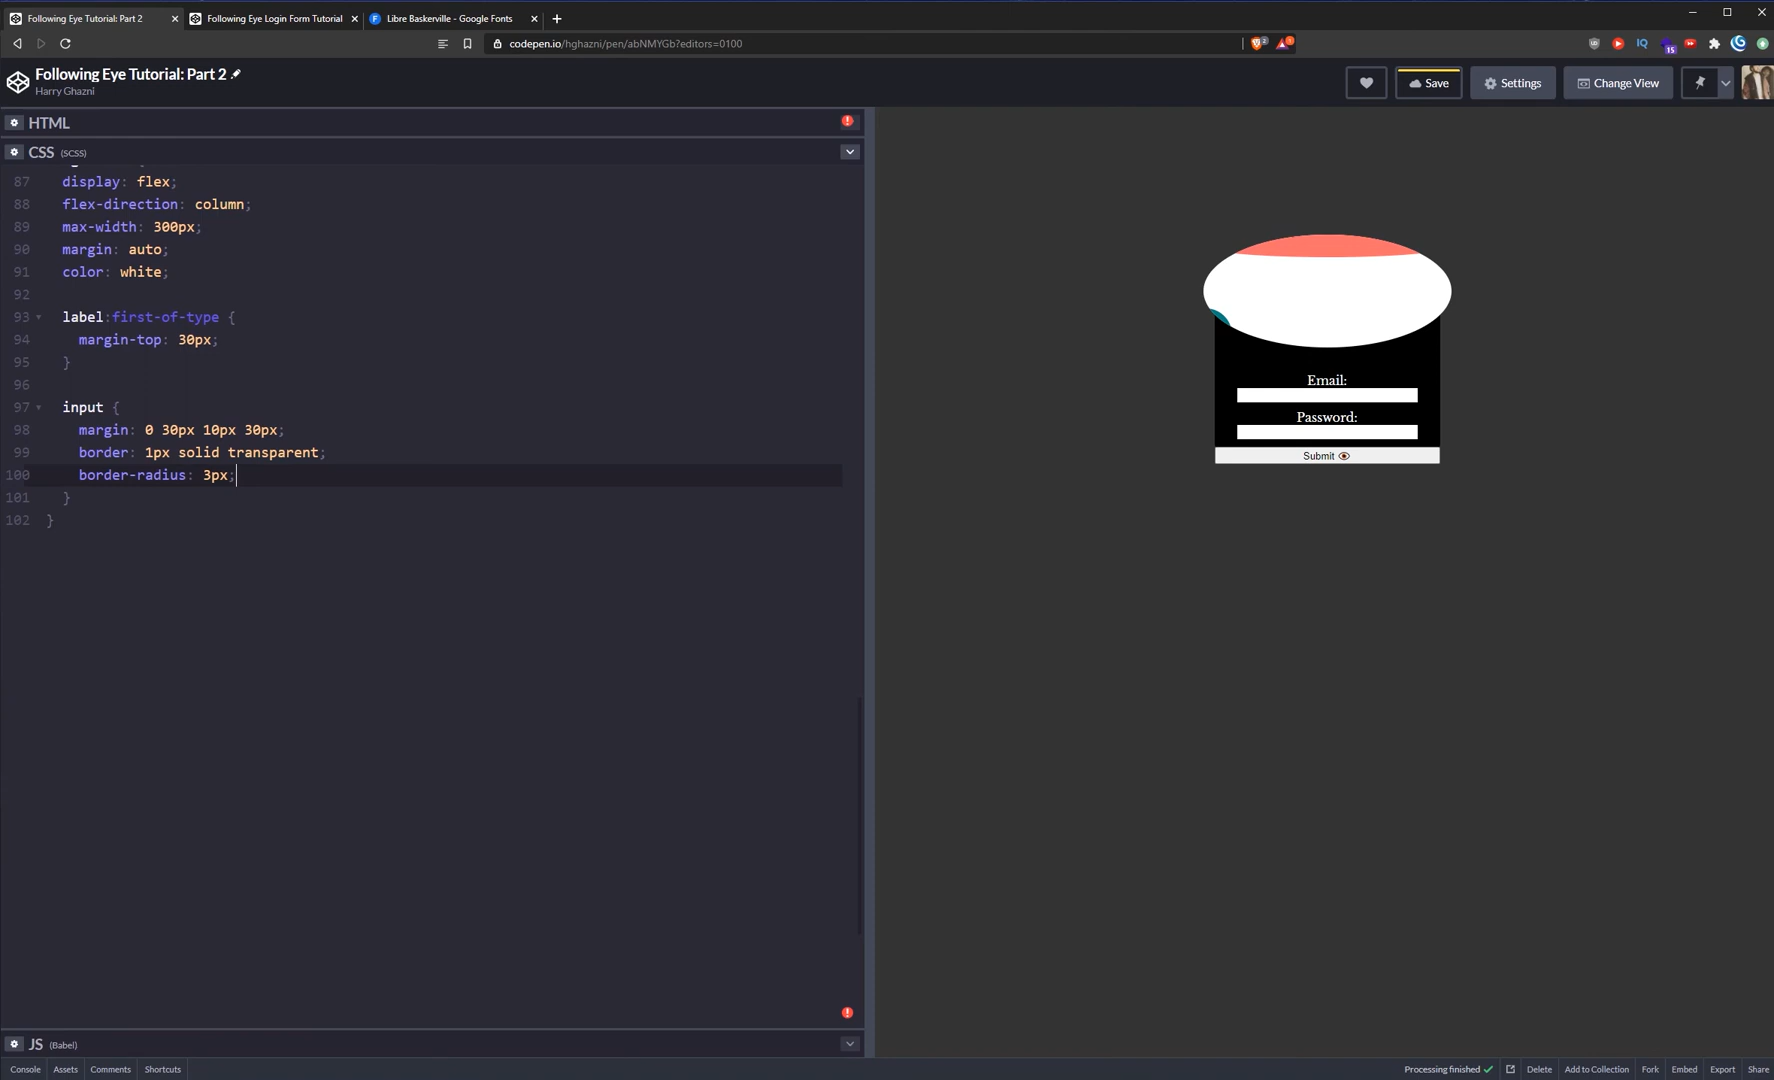 Following Eye Tutorial: Part 2
Following Eye Login Form Tutorial
Libre Baskerville - Google Fonts
codepen.io/hghazni/pen/abNMYGb?editors=0100
2
1
15
Following Eye Tutorial: Part 2
Harry Ghazni
Save
Settings
Change View
HTML
CSS (SCSS)
87 display: flex;
88 flex-direction: column;
89 max-width: 300px;
90 margin: auto;
91 color: white;
92
93 label:first-of-type {
94 margin-top: 30px;
95 }
96
97 input {
98 margin: 0 30px 10px 30px;
99 border: 1px solid transparent;
100 border-radius: 3px;
101 }
102 }
Email:
Password:
Submit
JS (Babel)
Console
Assets
Comments
Shortcuts
Processing finished
Delete
Add to Collection
Fork
Embed
Export
Share